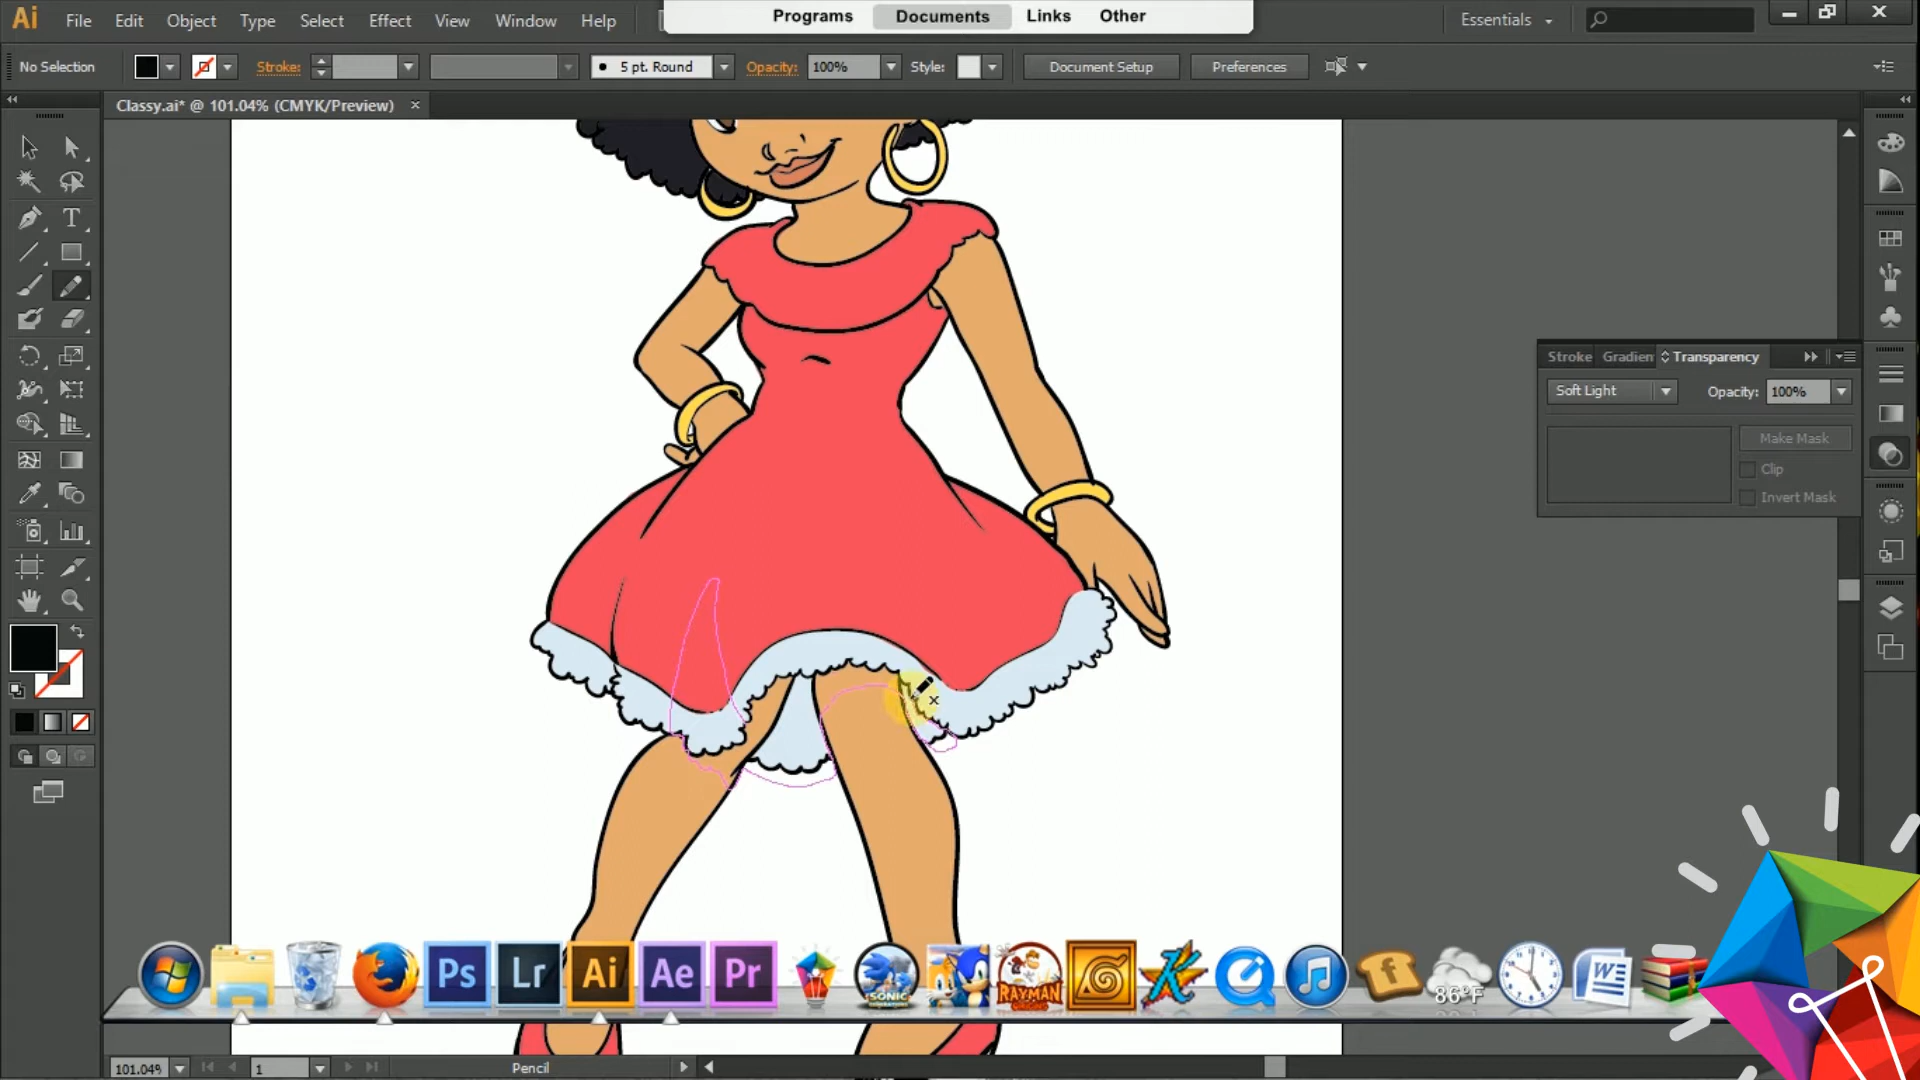 Ai File Edit Object Type Select Effect View Window Help
Programs Documents Links Other
Essentials
No Selection Stroke: 5 pt. Round Opacity: 100% Style: Document Setup Preferences
Classy.ai* @ 101.04% (CMYK/Preview) ×
T
Stroke Gradien Transparency
Soft Light Opacity: 100%
Make Mask
Clip
Invert Mask
Ps Lr Ai Ae Pr SONIC RAYMAN f 86°F W
101.04% 1 Pencil